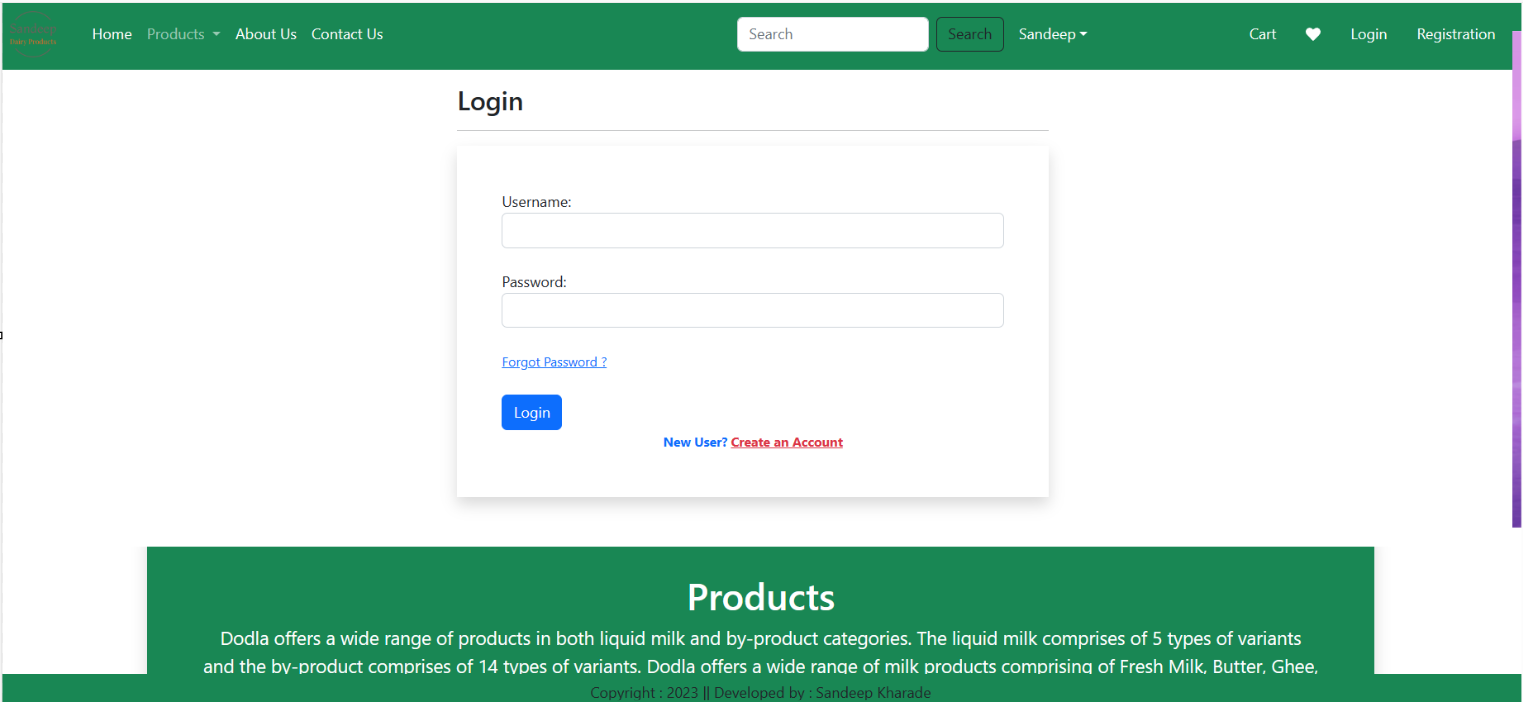 Dairy Products
Home Products About Us Contact Us Search Search Sandeep Cart Login Registration
Login
Username:
Password:
Forgot Password ?
Login
New User? Create an Account
Products
Dodla offers a wide range of products in both liquid milk and by-product categories. The liquid milk comprises of 5 types of variants
and the by-product comprises of 14 types of variants. Dodla offers a wide range of milk products comprising of Fresh Milk, Butter, Ghee,
Copyright : 2023 || Developed by : Sandeep Kharade